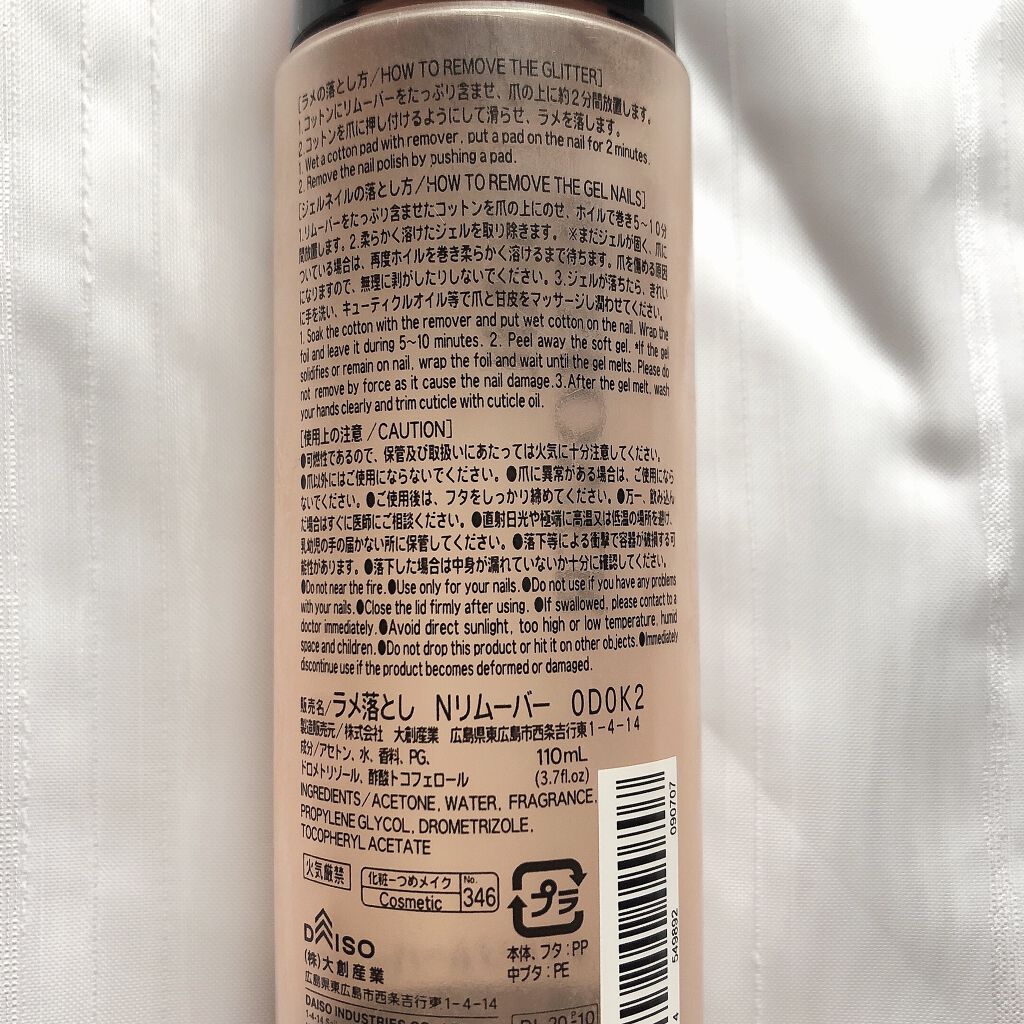 [ラメの落とし方/HOW TO REMOVE THE GLITTER]
1.コットンにリムーバーをたっぷり含ませ、爪の上に約2分間放置します。
2.コットンを爪に押し付けるようにして滑らせ、ラメを落します。
1. Wet a cotton pad with remover, put a pad on the nail for 2 minutes.
2. Remove the nail polish by pushing a pad.
[ジェルネイルの落とし方/HOW TO REMOVE THE GEL NAILS]
1.リムーバーをたっぷり含ませたコットンを爪の上にのせ、ホイルで巻き5~10分
間放置します。2.柔らかく溶けたジェルを取り除きます。 ※まだジェルが固く、爪に
ついている場合は、再度ホイルを巻き柔らかく溶けるまで待ちます。爪を傷める原因
になりますので、無理に剥がしたりしないでください。3.ジェルが落ちたら、きれい
に手を洗い、キューティクルオイル等で爪と甘皮をマッサージし潤わせてください。
1. Soak the cotton with the remover and put wet cotton on the nail. Wrap the
foil and leave it during 5~10 minutes. 2. Peel away the soft gel. *If the gel
solidifies or remain on nail, wrap the foil and wait until the gel melts. Please do
not remove by force as it cause the nail damage.3.After the gel melt, wash
your hands clearly and trim cuticle with cuticle oil.
[使用上の注意/CAUTION]
●可燃性であるので、保管及び取扱いにあたっては火気に十分注意してください。
●爪以外にはご使用にならないでください。●爪に異常がある場合は、ご使用になら
ないでください。●ご使用後は、フタをしっかり締めてください。●万一、飲み込ん
だ場合はすぐに医師にご相談ください。●直射日光や極端に高温又は低温の場所を避け、
乳幼児の手の届かない所に保管してください。●落下等による衝撃で容器が破損する可
能性があります。●落下した場合は中身が漏れていないか十分に確認してください。
●Do not near the fire.●Use only for your nails.●Do not use if you have any problems
with your nails.●Close the lid firmly after using. ●If swallowed, please contact to a
doctor immediately.●Avoid direct sunlight, too high or low temperature, humid
space and children.●Do not drop this product or hit it on other objects.●Immediately
discontinue use if the product becomes deformed or damaged.
販売名/ラメ落とし Nリムーバー 0D0K2
製造販売元/株式会社 大創産業 広島県東広島市西条吉行東1-4-14
成分/アセトン、水、香料、PG、 110mL
ドロメトリゾール、酢酸トコフェロール (3.7fl.oz)
INGREDIENTS/ACETONE, WATER, FRAGRANCE,
PROPYLENE GLYCOL, DROMETRIZOLE,
TOCOPHERYL ACETATE
火気厳禁
化粧ーつめメイク No.
Cosmetic 346
プラ
DAISO
(株)大創産業
広島県東広島市西条吉行東1-4-14
DAISO INDUSTRIES CO
本体、フタ:PP
中ブタ:PE
549892 090707